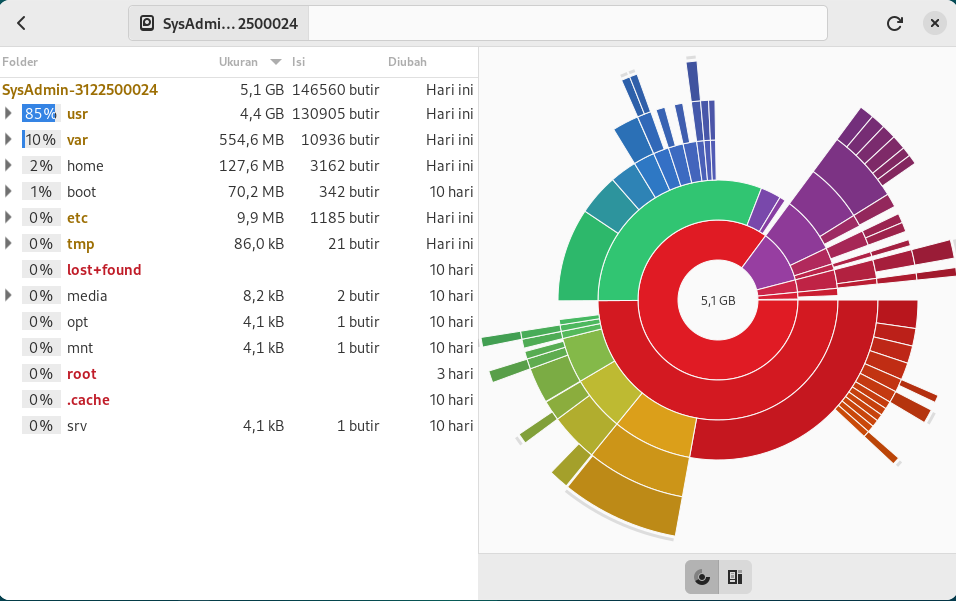 SysAdmi... 2500024
Folder Ukuran Isi Diubah
SysAdmin-3122500024 5,1 GB 146560 butir Hari ini
85% usr 4,4 GB 130905 butir Hari ini
10% var 554,6 MB 10936 butir Hari ini
2% home 127,6 MB 3162 butir Hari ini
1% boot 70,2 MB 342 butir 10 hari
0% etc 9,9 MB 1185 butir Hari ini
0% tmp 86,0 kB 21 butir Hari ini
0% lost+found 10 hari
0% media 8,2 kB 2 butir 10 hari
0% opt 4,1 kB 1 butir 10 hari
0% mnt 4,1 kB 1 butir 10 hari
0% root 3 hari
0% .cache 10 hari
0% srv 4,1 kB 1 butir 10 hari
5,1 GB